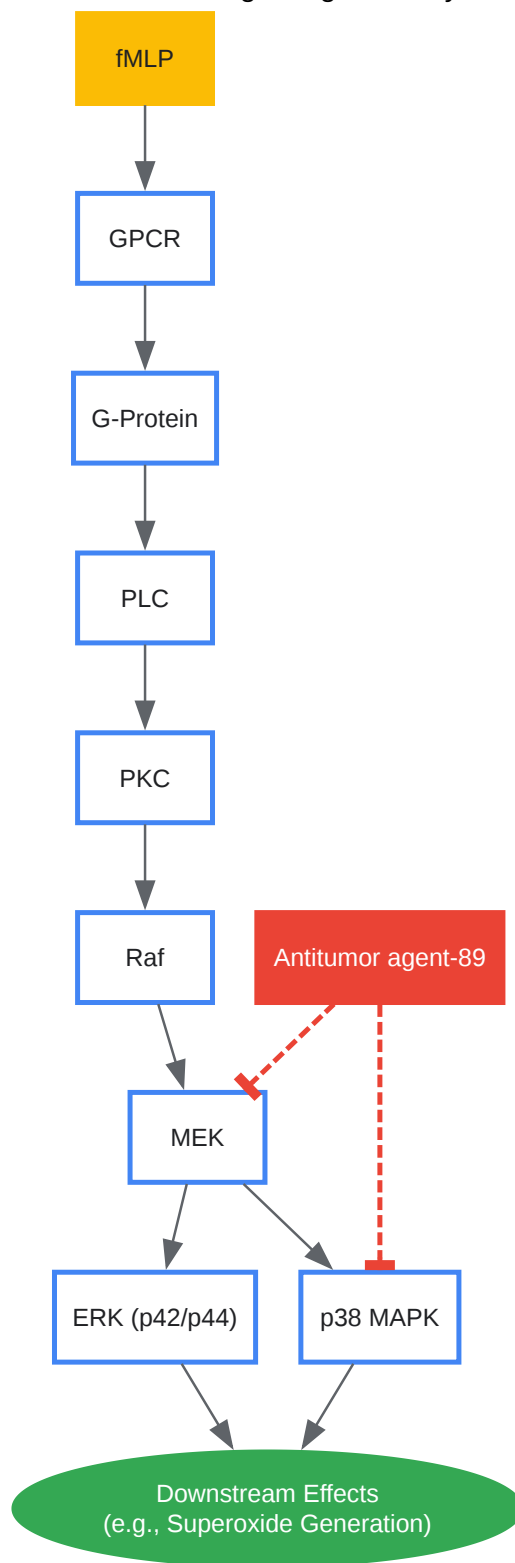 fMLP
GPCR
G-Protein
PLC
PKC
Raf
Antitumor agent-89
MEK
ERK (p42/p44)
p38 MAPK
Downstream Effects
(e.g., Superoxide Generation)